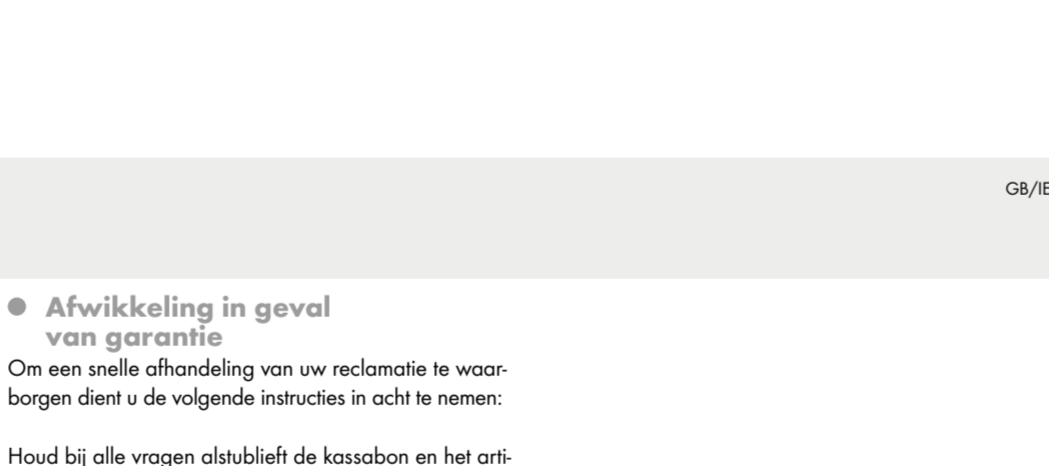 GB/IE
● Afwikkeling in geval
van garantie
Om een snelle afhandeling van uw reclamatie te waar-
borgen dient u de volgende instructies in acht te nemen:
Houd bij alle vragen alstublieft de kassabon en het arti-